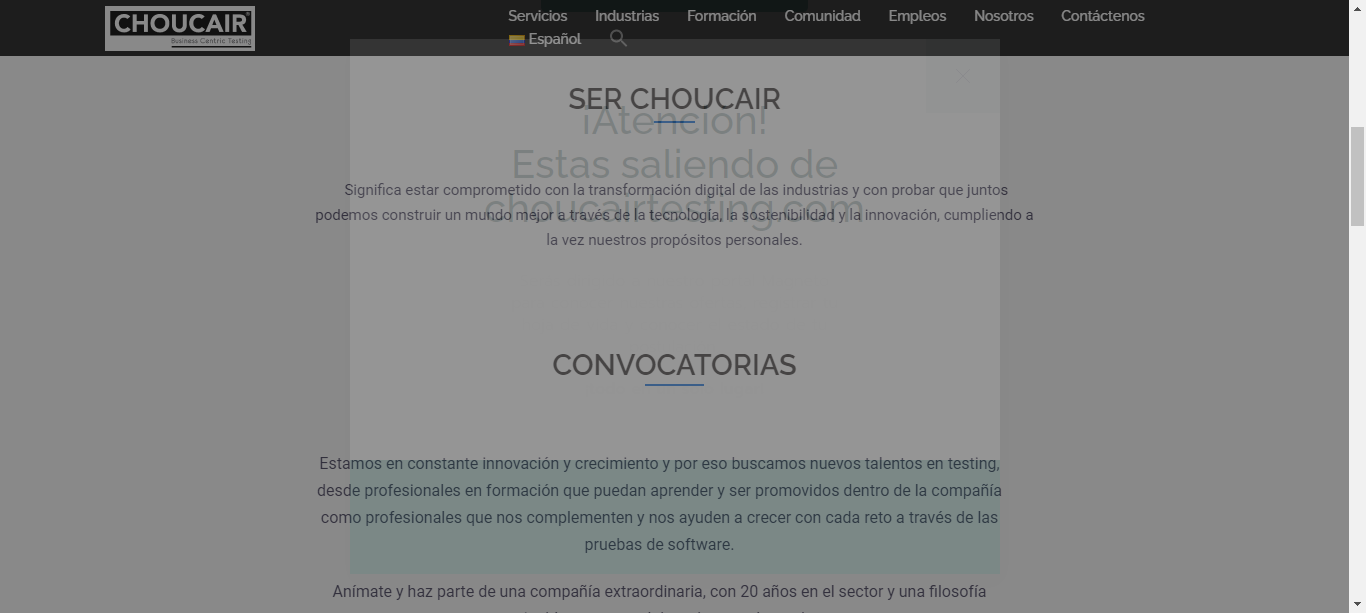 CHOUCAIR
Business Centric Testing
Servicios Industrias Formación Comunidad Empleos Nosotros Contáctenos
Español
SER CHOUCAIR
¡Atención!
Estas saliendo de
choucairtesting.com
Significa estar comprometido con la transformación digital de las industrias y con probar que juntos
podemos construir un mundo mejor a través de la tecnología, la sostenibilidad y la innovación, cumpliendo a
la vez nuestros propósitos personales.
CONVOCATORIAS
Estamos en constante innovación y crecimiento y por eso buscamos nuevos talentos en testing,
desde profesionales en formación que puedan aprender y ser promovidos dentro de la compañía
como profesionales que nos complementen y nos ayuden a crecer con cada reto a través de las
pruebas de software.
Anímate y haz parte de una compañía extraordinaria, con 20 años en el sector y una filosofía